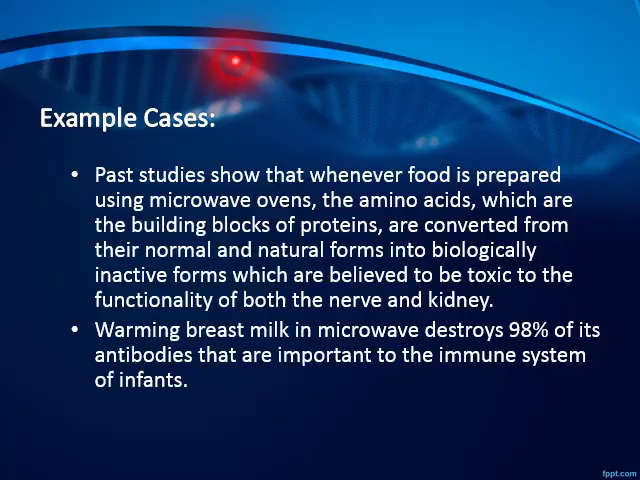 Example Cases:
• Past studies show that whenever food is prepared
using microwave ovens, the amino acids, which are
the building blocks of proteins, are converted from
their normal and natural forms into biologically
inactive forms which are believed to be toxic to the
functionality of both the nerve and kidney.
• Warming breast milk in microwave destroys 98% of its
antibodies that are important to the immune system
of infants.
fppt.com